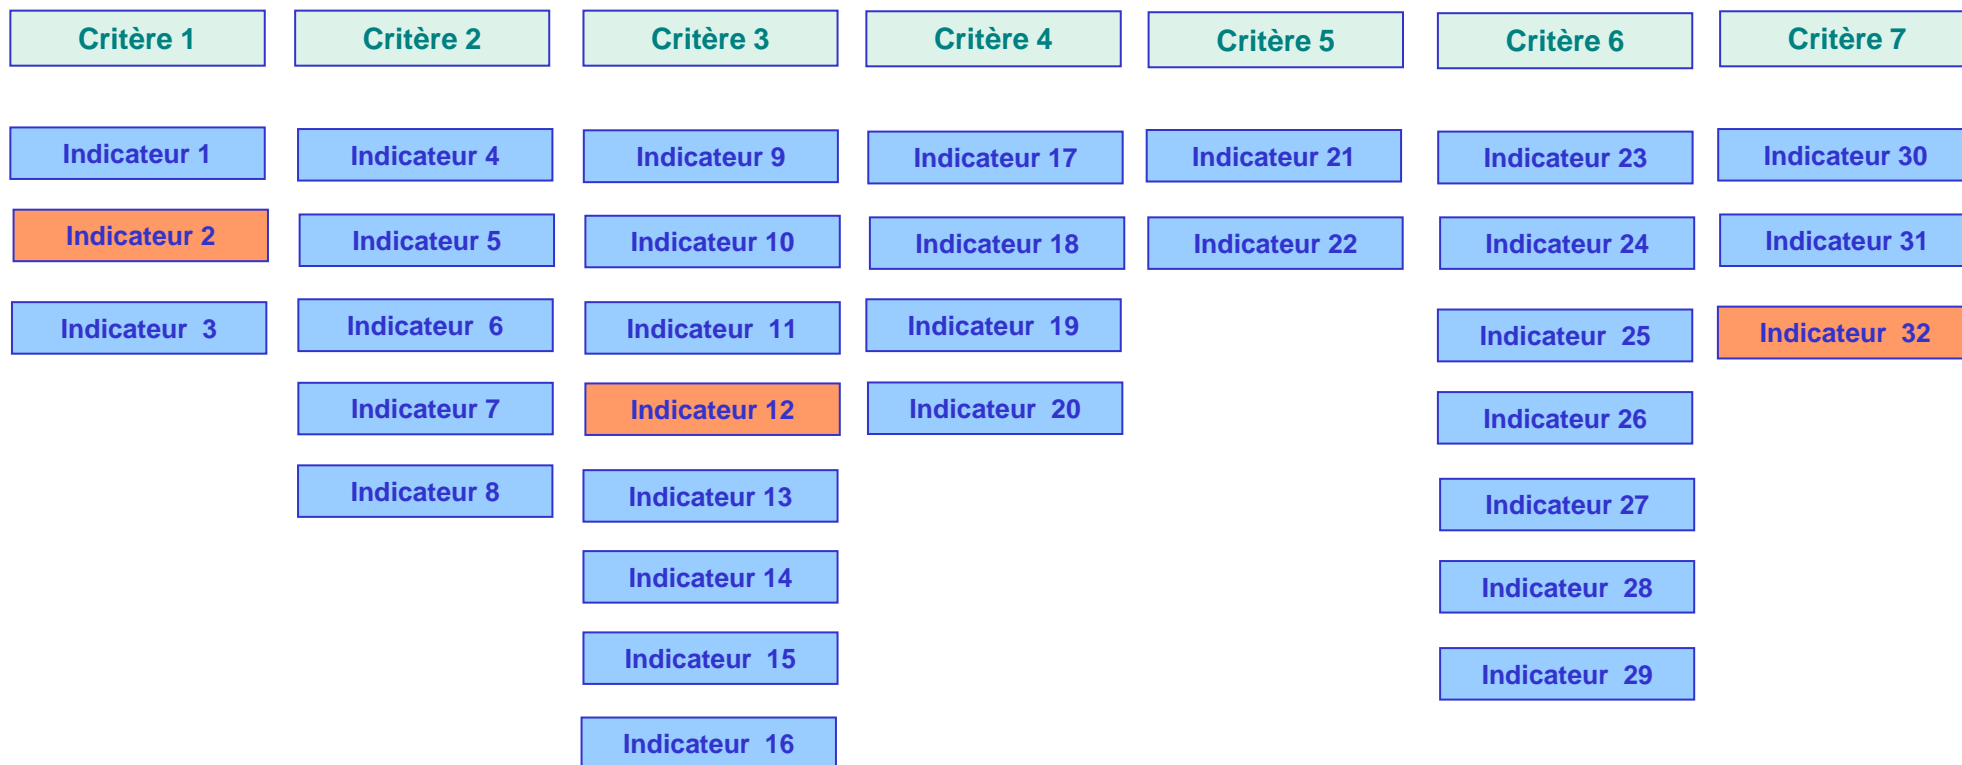 Critère 1
Critère 2
Critère 3
Critère 4
Critère 5
Critère 6
Critère 7
Indicateur 1
Indicateur 2
Indicateur 3
Indicateur 4
Indicateur 5
Indicateur 6
Indicateur 7
Indicateur 8
Indicateur 9
Indicateur 10
Indicateur 11
Indicateur 12
Indicateur 13
Indicateur 14
Indicateur 15
Indicateur 16
Indicateur 17
Indicateur 18
Indicateur 19
Indicateur 20
Indicateur 21
Indicateur 22
Indicateur 23
Indicateur 24
Indicateur 25
Indicateur 26
Indicateur 27
Indicateur 28
Indicateur 29
Indicateur 30
Indicateur 31
Indicateur 32